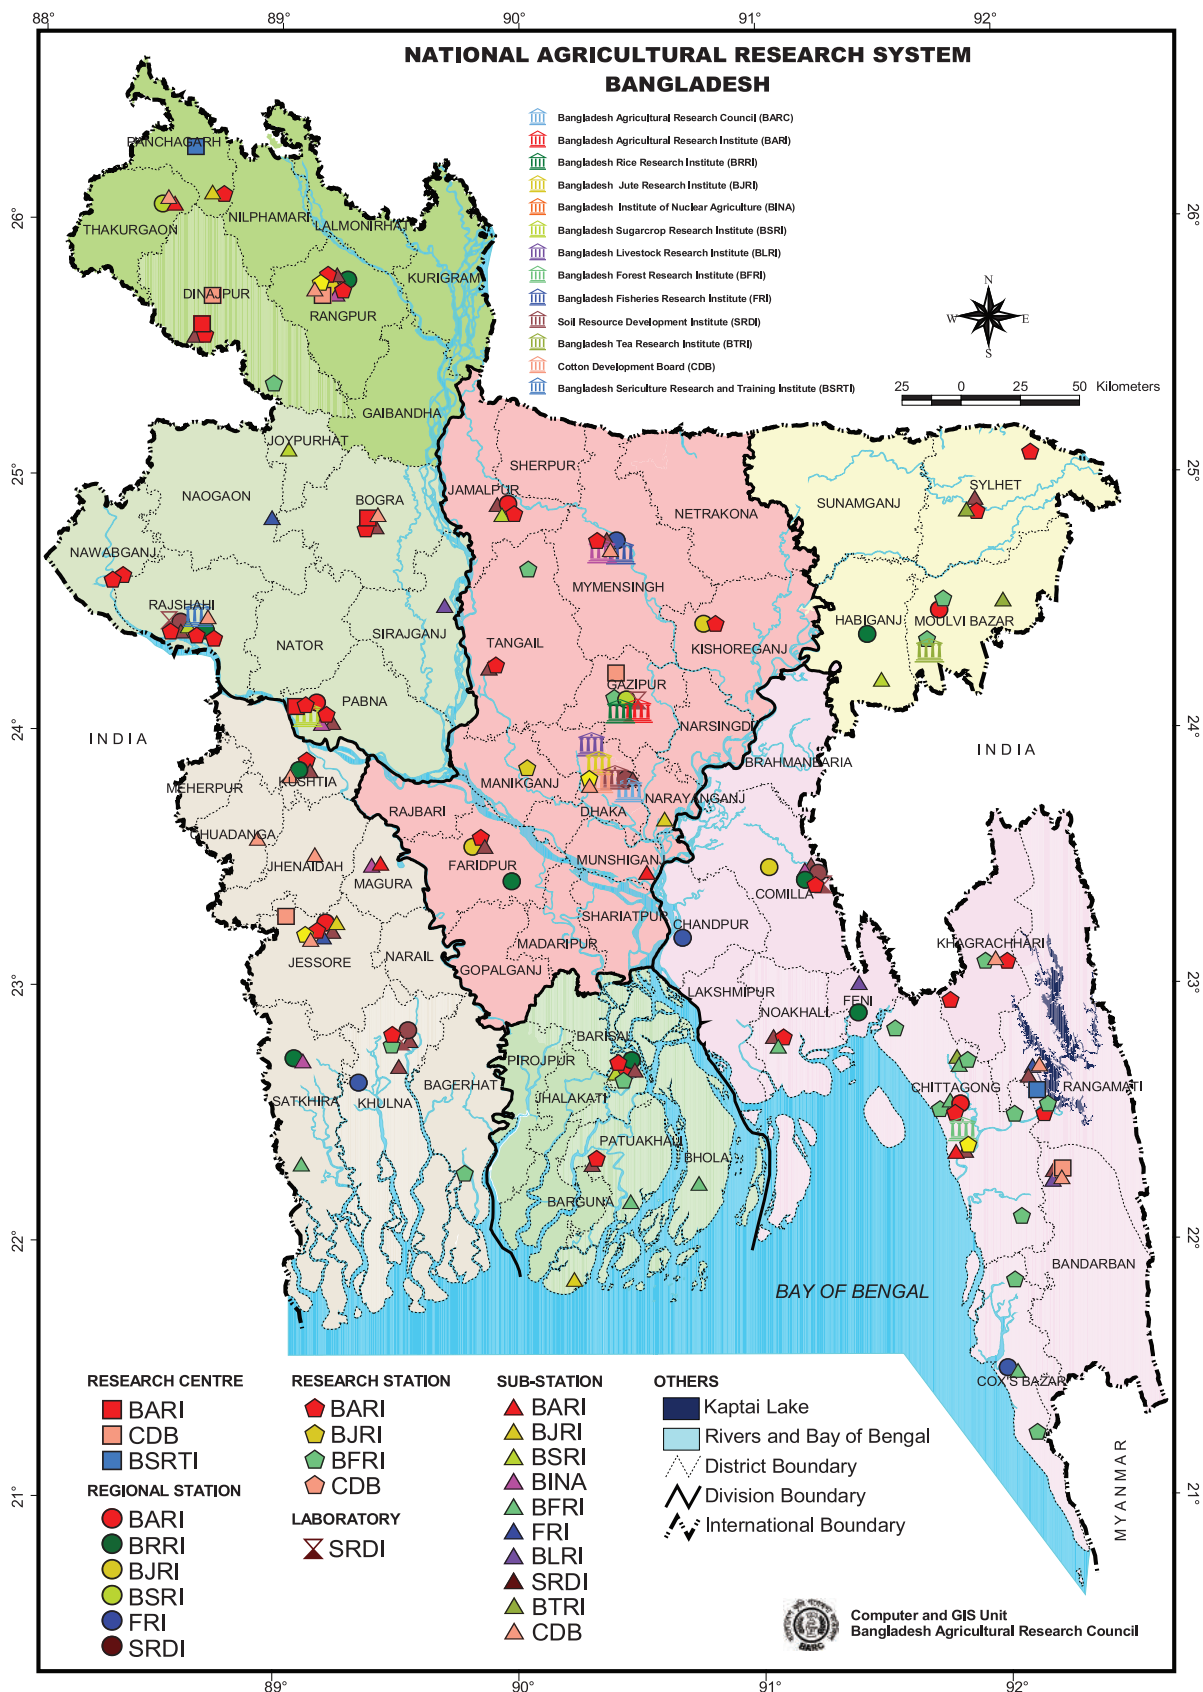 88° 89° 90° 91° 92°
NATIONAL AGRICULTURAL RESEARCH SYSTEM
BANGLADESH
Bangladesh Agricultural Research Council (BARC)
Bangladesh Agricultural Research Institute (BARI)
Bangladesh Rice Research Institute (BRRI)
Bangladesh Jute Research Institute (BJRI)
Bangladesh Institute of Nuclear Agriculture (BINA)
Bangladesh Sugarcrop Research Institute (BSRI)
Bangladesh Livestock Research Institute (BLRI)
Bangladesh Forest Research Institute (BFRI)
Bangladesh Fisheries Research Institute (FRI)
Soil Resource Development Institute (SRDI)
Bangladesh Tea Research Institute (BTRI)
Cotton Development Board (CDB)
Bangladesh Sericulture Research and Training Institute (BSRTI)
N
W E
S
25 0 25 50 Kilometers
26° 26°
25° 25°
24° 24°
23° 23°
22° 22°
21° 21°
PANCHAGARH
THAKURGAON
NILPHAMARI
LALMONIRHAT
KURIGRAM
DINAJPUR
RANGPUR
GAIBANDHA
JOYPURHAT
NAOGAON
BOGRA
NAWABGANJ
RAJSHAHI
NATOR
SIRAJGANJ
PABNA
SHERPUR
JAMALPUR
NETRAKONA
MYMENSINGH
TANGAIL
KISHOREGANJ
GAZIPUR
NARSINGDI
MANIKGANJ
DHAKA
NARAYANGANJ
RAJBARI
FARIDPUR
MUNSHIGANJ
SHARIATPUR
MADARIPUR
GOPALGANJ
SUNAMGANJ
SYLHET
HABIGANJ
MOULVI BAZAR
INDIA
INDIA
MEHERPUR
KUSHTIA
CHUADANGA
JHENAIDAH
MAGURA
JESSORE
NARAIL
SATKHIRA
KHULNA
BAGERHAT
BRAHMANBARIA
COMILLA
CHANDPUR
LAKSHMIPUR
NOAKHALI
FENI
KHAGRACHHARI
CHITTAGONG
RANGAMATI
BANDARBAN
COX'S BAZAR
BARISAL
PIROJPUR
JHALAKATI
PATUAKHALI
BHOLA
BARGUNA
BAY OF BENGAL
MYANMAR
RESEARCH CENTRE
BARI
CDB
BSRTI
REGIONAL STATION
BARI
BRRI
BJRI
BSRI
FRI
SRDI
RESEARCH STATION
BARI
BJRI
BFRI
CDB
LABORATORY
SRDI
SUB-STATION
BARI
BJRI
BSRI
BINA
BFRI
FRI
BLRI
SRDI
BTRI
CDB
OTHERS
Kaptai Lake
Rivers and Bay of Bengal
District Boundary
Division Boundary
International Boundary
BARC
Computer and GIS Unit
Bangladesh Agricultural Research Council
89° 90° 91° 92°